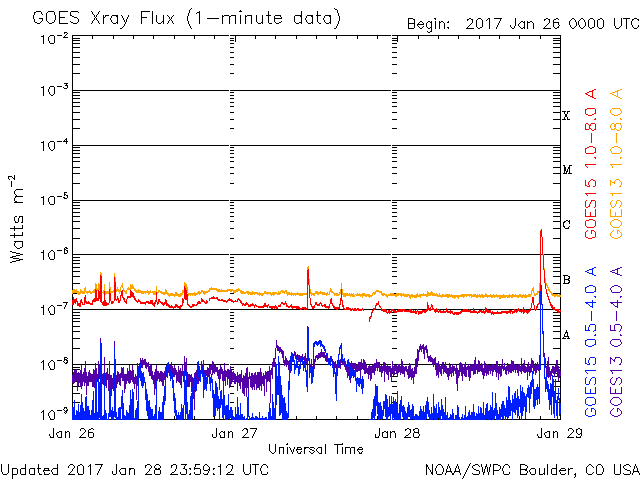 GOES Xray Flux (1-minute data)
Begin: 2017 Jan 26 0000 UTC
10-2
10-3
10-4
10-5
10-6
10-7
10-8
10-9
Watts m-2
X
M
C
B
A
GOES15 1.0-8.0 A
GOES13 1.0-8.0 A
GOES15 0.5-4.0 A
GOES13 0.5-4.0 A
Jan 26
Jan 27
Jan 28
Jan 29
Universal Time
Updated 2017 Jan 28 23:59:12 UTC
NOAA/SWPC Boulder, CO USA